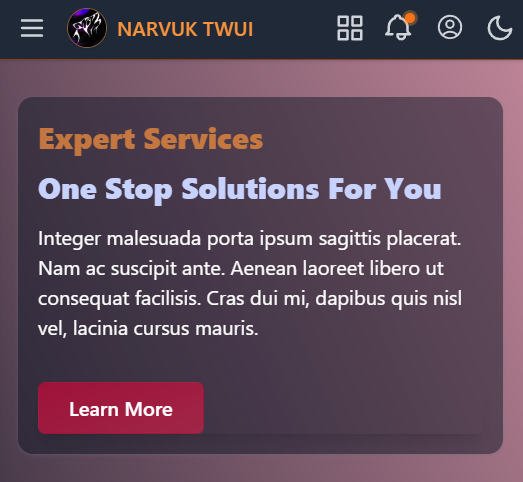 NARVUK TWUI
Expert Services
One Stop Solutions For You
Integer malesuada porta ipsum sagittis placerat.
Nam ac suscipit ante. Aenean laoreet libero ut
consequat facilisis. Cras dui mi, dapibus quis nisl
vel, lacinia cursus mauris.
Learn More